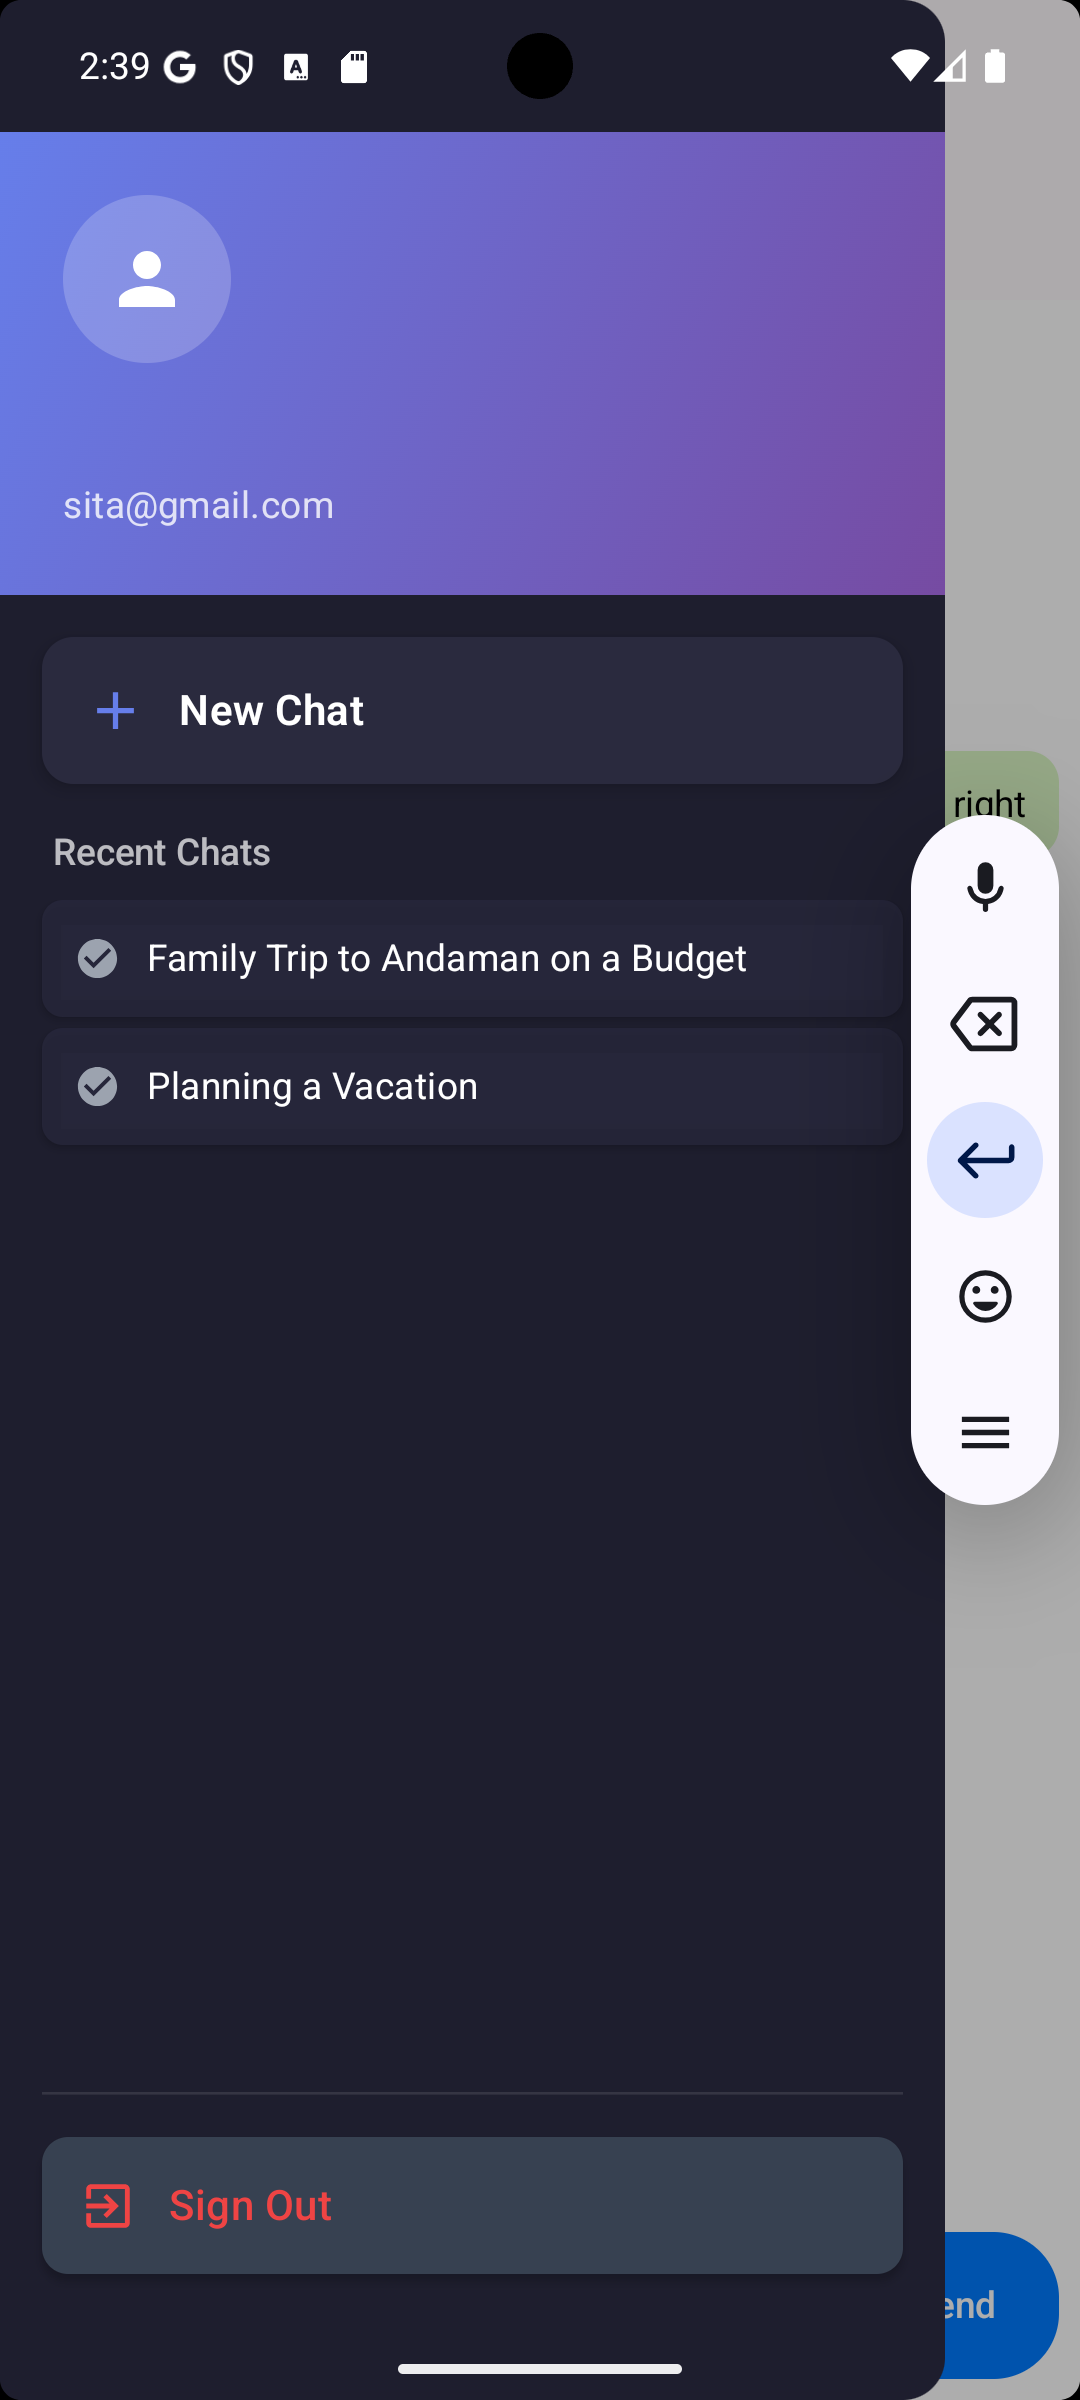 2:39
sita@gmail.com
New Chat
Recent Chats
right
Family Trip to Andaman on a Budget
Planning a Vacation
Sign Out
end